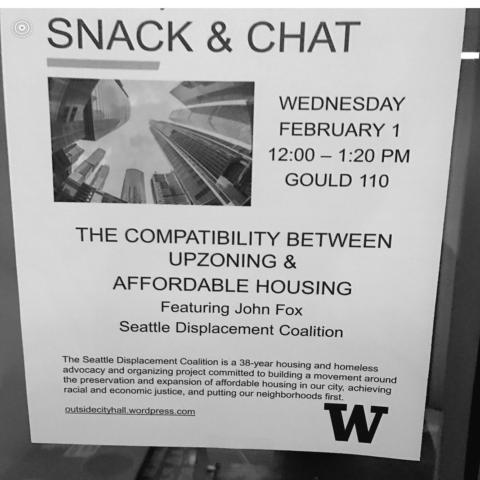 SNACK & CHAT
WEDNESDAY
FEBRUARY 1
12:00 – 1:20 PM
GOULD 110
THE COMPATIBILITY BETWEEN
UPZONING &
AFFORDABLE HOUSING
Featuring John Fox
Seattle Displacement Coalition
The Seattle Displacement Coalition is a 38-year housing and homeless
advocacy and organizing project committed to building a movement around
the preservation and expansion of affordable housing in our city, achieving
racial and economic justice, and putting our neighborhoods first.
outsidecityhall.wordpress.com
W